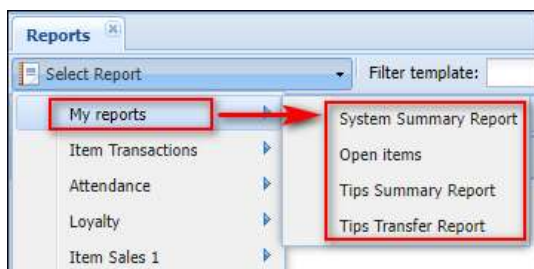 Reports
Select Report
Filter template:
My reports
Item Transactions
Attendance
Loyalty
Item Sales 1
System Summary Report
Open items
Tips Summary Report
Tips Transfer Report